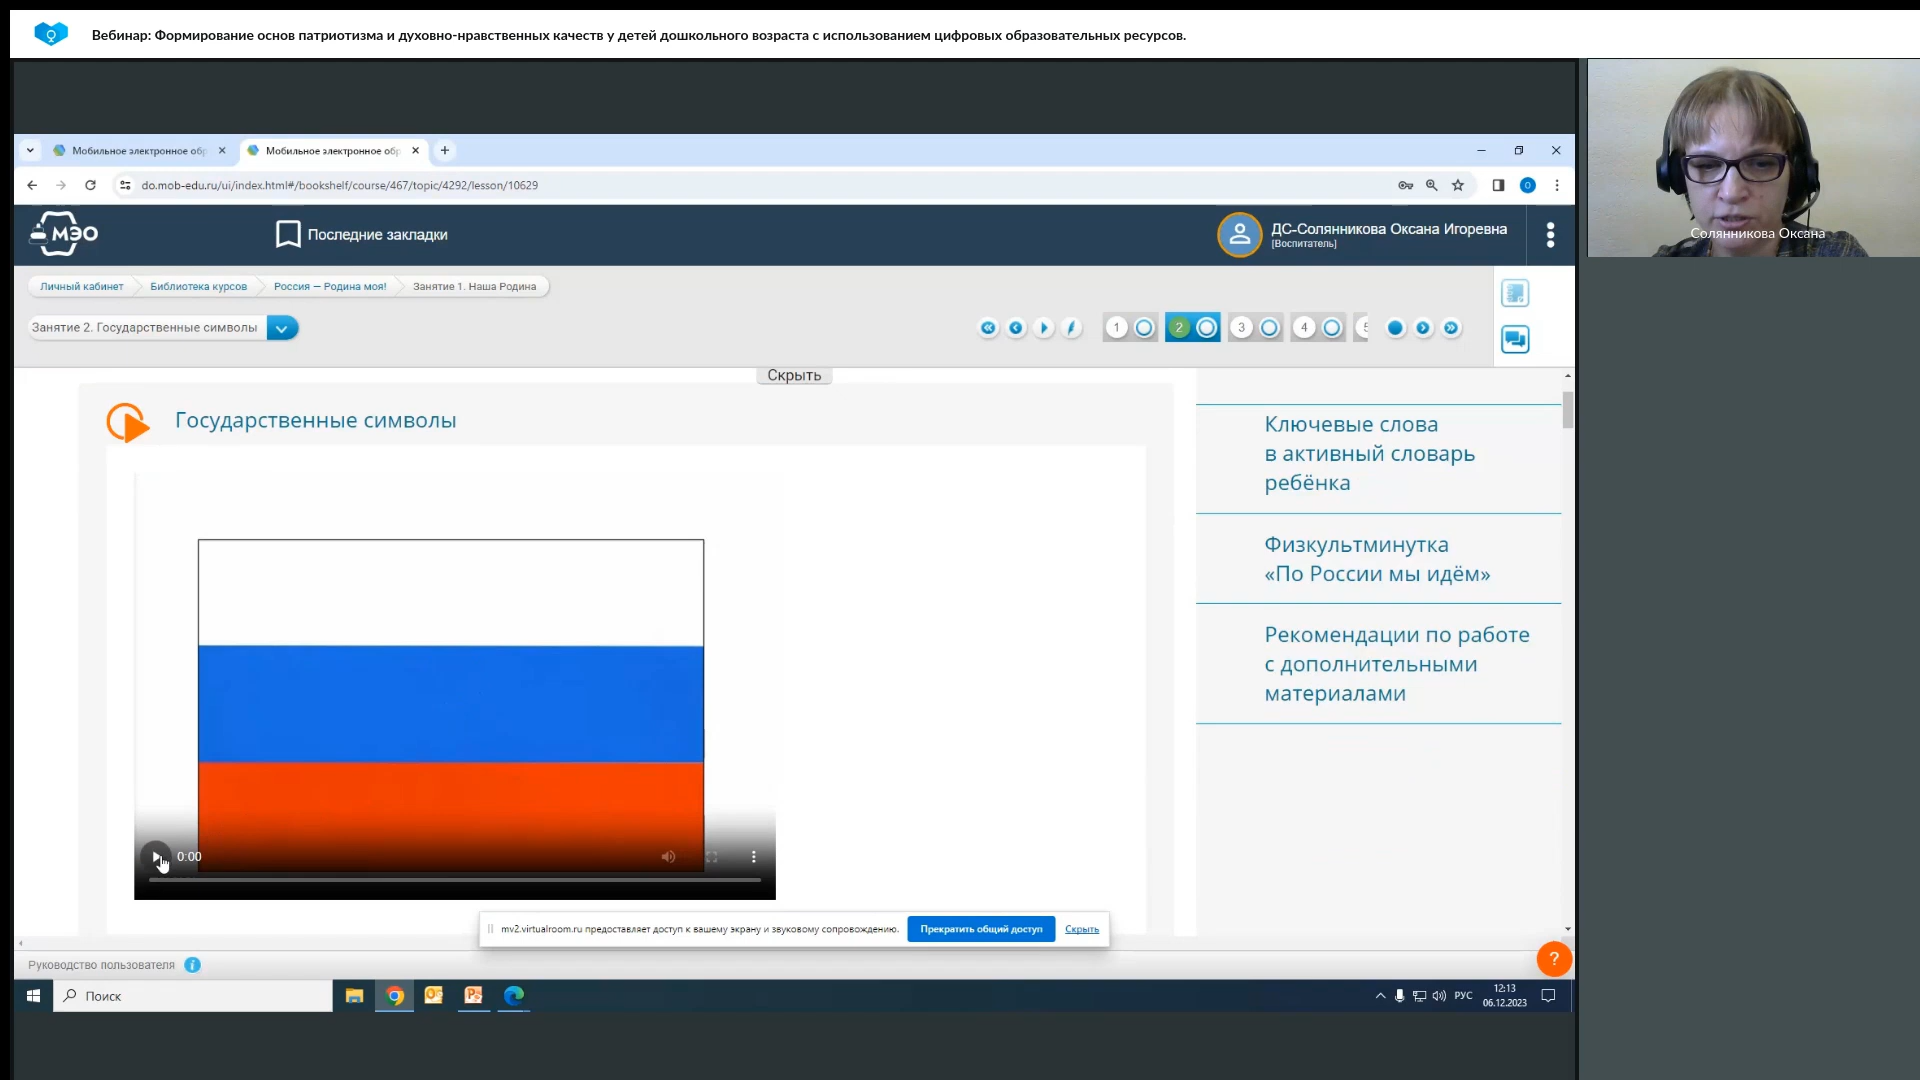 Вебинар: Формирование основ патриотизма и духовно-нравственных качеств у детей дошкольного возраста с использованием цифровых образовательных ресурсов.
Солянникова Оксана
Мобильное электронное обр
Мобильное электронное обр
do.mob-edu.ru/ui/index.html#/bookshelf/course/467/topic/4292/lesson/10629
МЭО
Последние закладки
ДС-Солянникова Оксана Игоревна
[Воспитатель]
Личный кабинет
Библиотека курсов
Россия — Родина моя!
Занятие 1. Наша Родина
Занятие 2. Государственные символы
1
2
3
4
5
Скрыть
Государственные символы
0:00
Ключевые слова
в активный словарь
ребёнка
Физкультминутка
«По России мы идём»
Рекомендации по работе
с дополнительными
материалами
mv2.virtualroom.ru предоставляет доступ к вашему экрану и звуковому сопровождению.
Прекратить общий доступ
Скрыть
Руководство пользователя
?
Поиск
РУС
12:13
06.12.2023